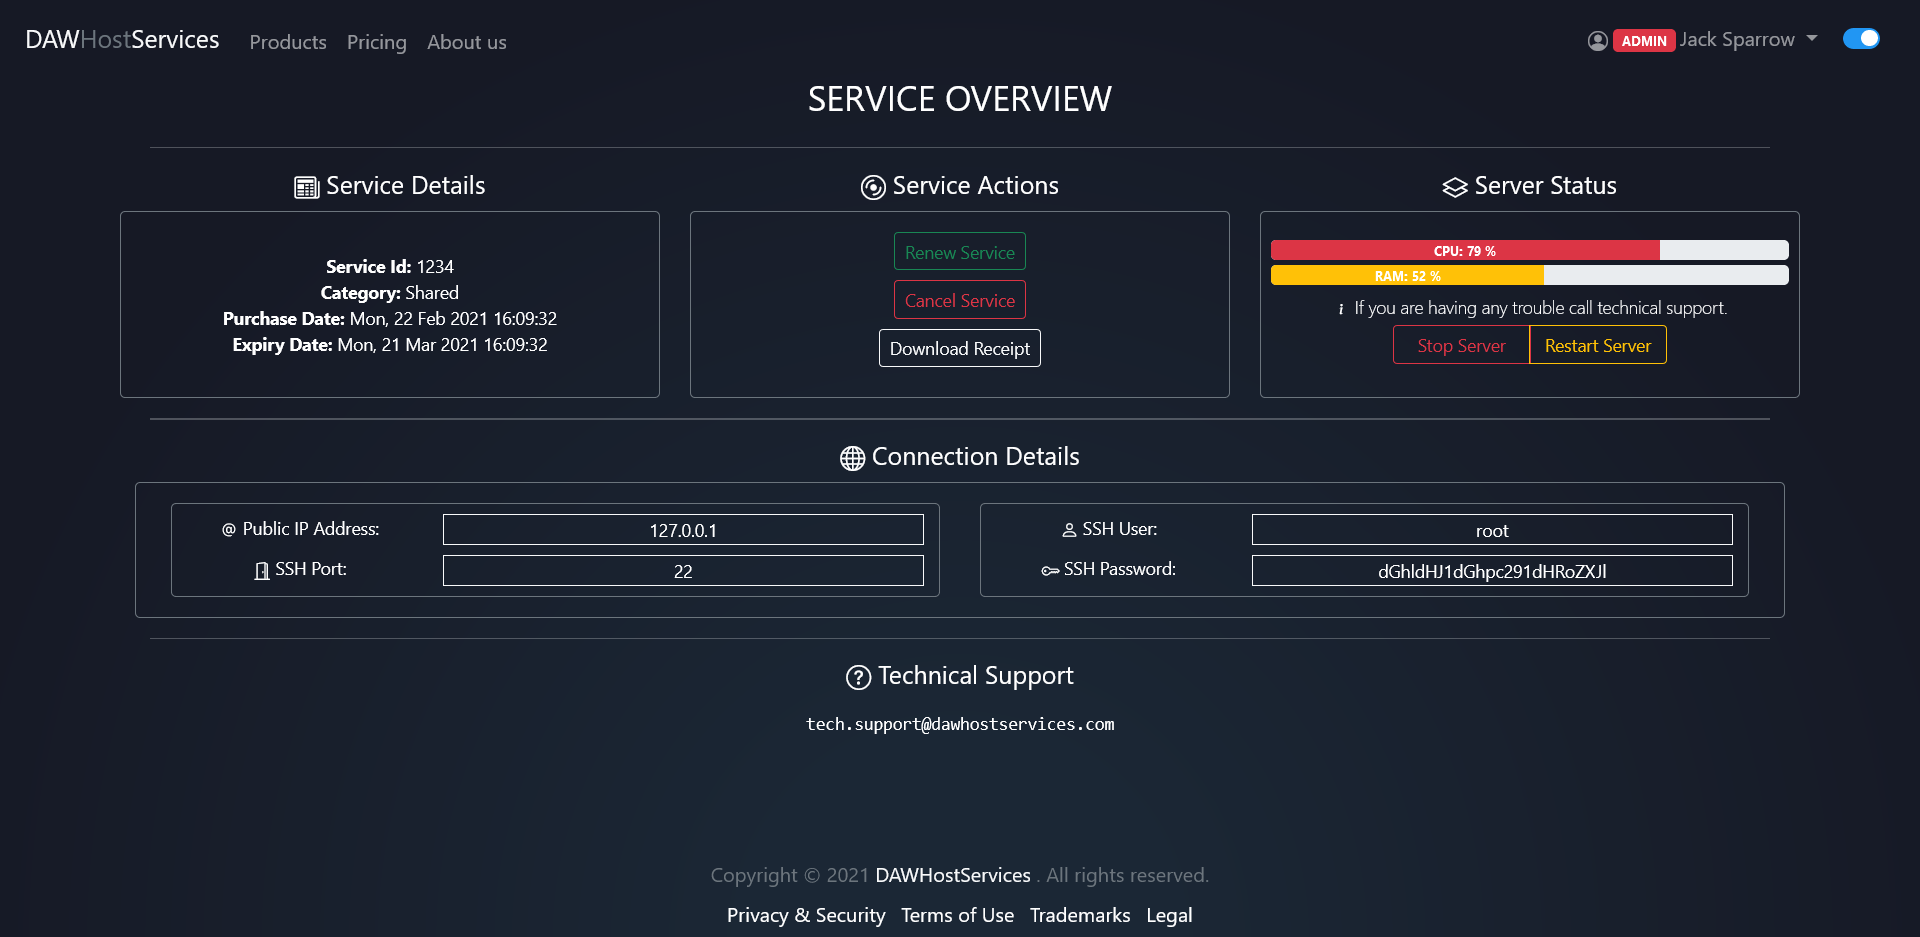 DAWHostServices Products Pricing About us ADMIN Jack Sparrow
SERVICE OVERVIEW
Service Details
Service Id: 1234
Category: Shared
Purchase Date: Mon, 22 Feb 2021 16:09:32
Expiry Date: Mon, 21 Mar 2021 16:09:32
Service Actions
Renew Service
Cancel Service
Download Receipt
Server Status
CPU: 79 %
RAM: 52 %
i If you are having any trouble call technical support.
Stop Server Restart Server
Connection Details
@ Public IP Address: 127.0.0.1
SSH Port: 22
SSH User: root
SSH Password: dGhldHJ1dGhpc291dHRoZXJl
? Technical Support
tech.support@dawhostservices.com
Copyright © 2021 DAWHostServices . All rights reserved.
Privacy & Security Terms of Use Trademarks Legal